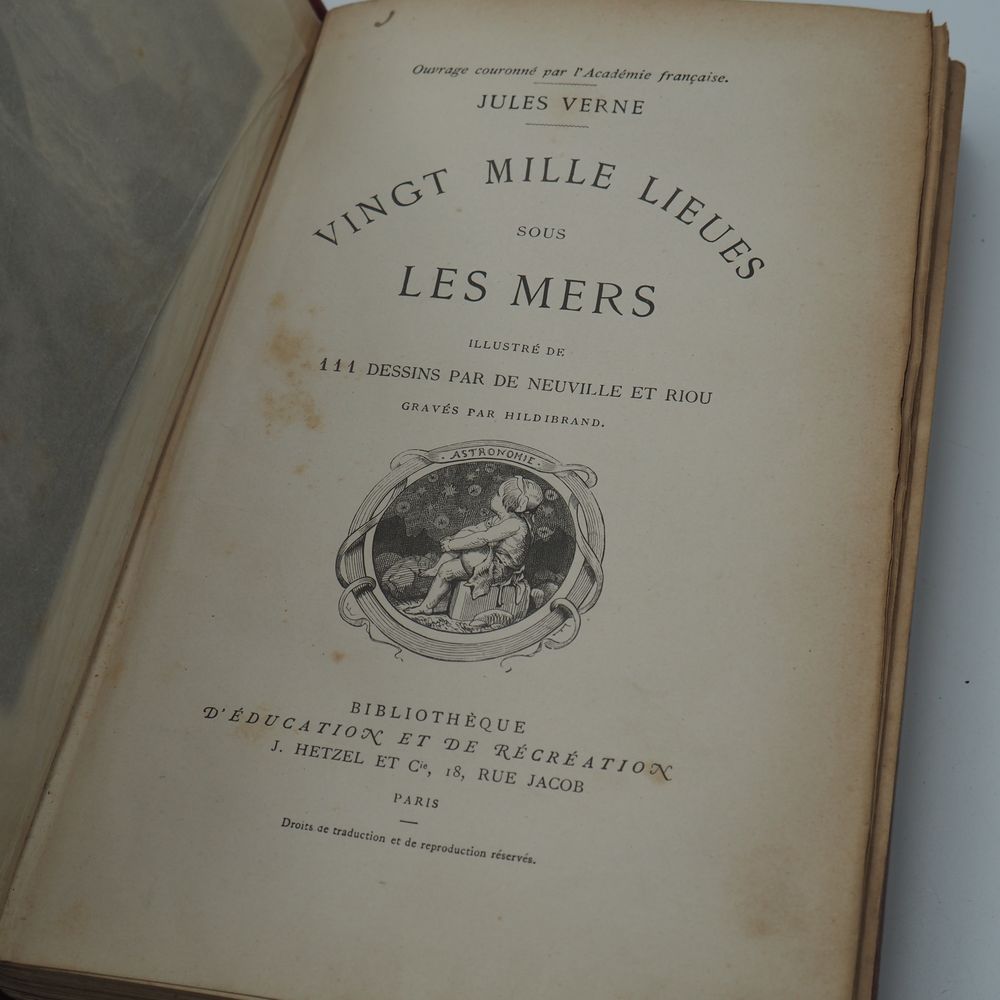 Ouvrage couronné par l'Académie française.
JULES VERNE
VINGT MILLE LIEUES
SOUS
LES MERS
ILLUSTRÉ DE
111 DESSINS PAR DE NEUVILLE ET RIOU
GRAVÉS PAR HILDIBRAND.
· ASTRONOMIE ·
BIBLIOTHÈQUE
D'ÉDUCATION ET DE RÉCRÉATION
J. HETZEL ET Cie, 18, RUE JACOB
PARIS
Droits de traduction et de reproduction réservés.